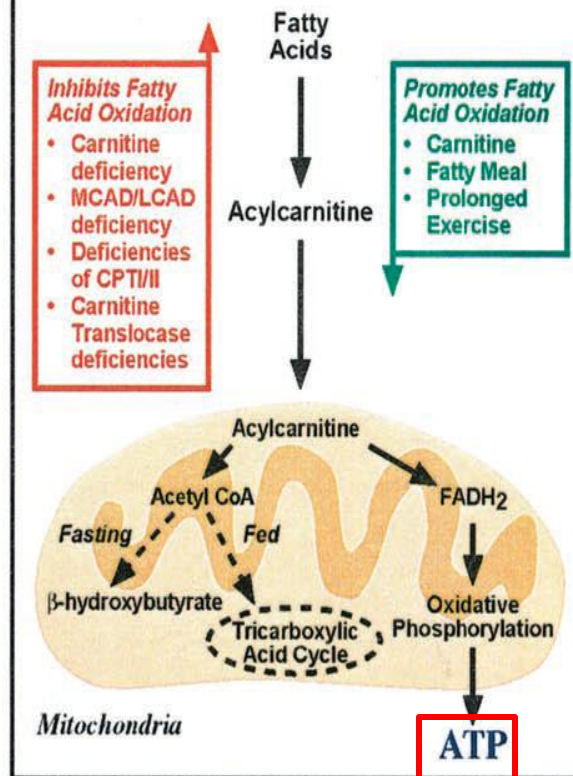 Fatty
Acids
Inhibits Fatty
Acid Oxidation
• Carnitine
deficiency
• MCAD/LCAD
deficiency
• Deficiencies
of CPTI/II
• Carnitine
Translocase
deficiencies
Promotes Fatty
Acid Oxidation
• Carnitine
• Fatty Meal
• Prolonged
Exercise
Acylcarnitine
Acylcarnitine
Acetyl CoA
FADH2
Fasting
Fed
β-hydroxybutyrate
Tricarboxylic
Acid Cycle
Oxidative
Phosphorylation
Mitochondria
ATP